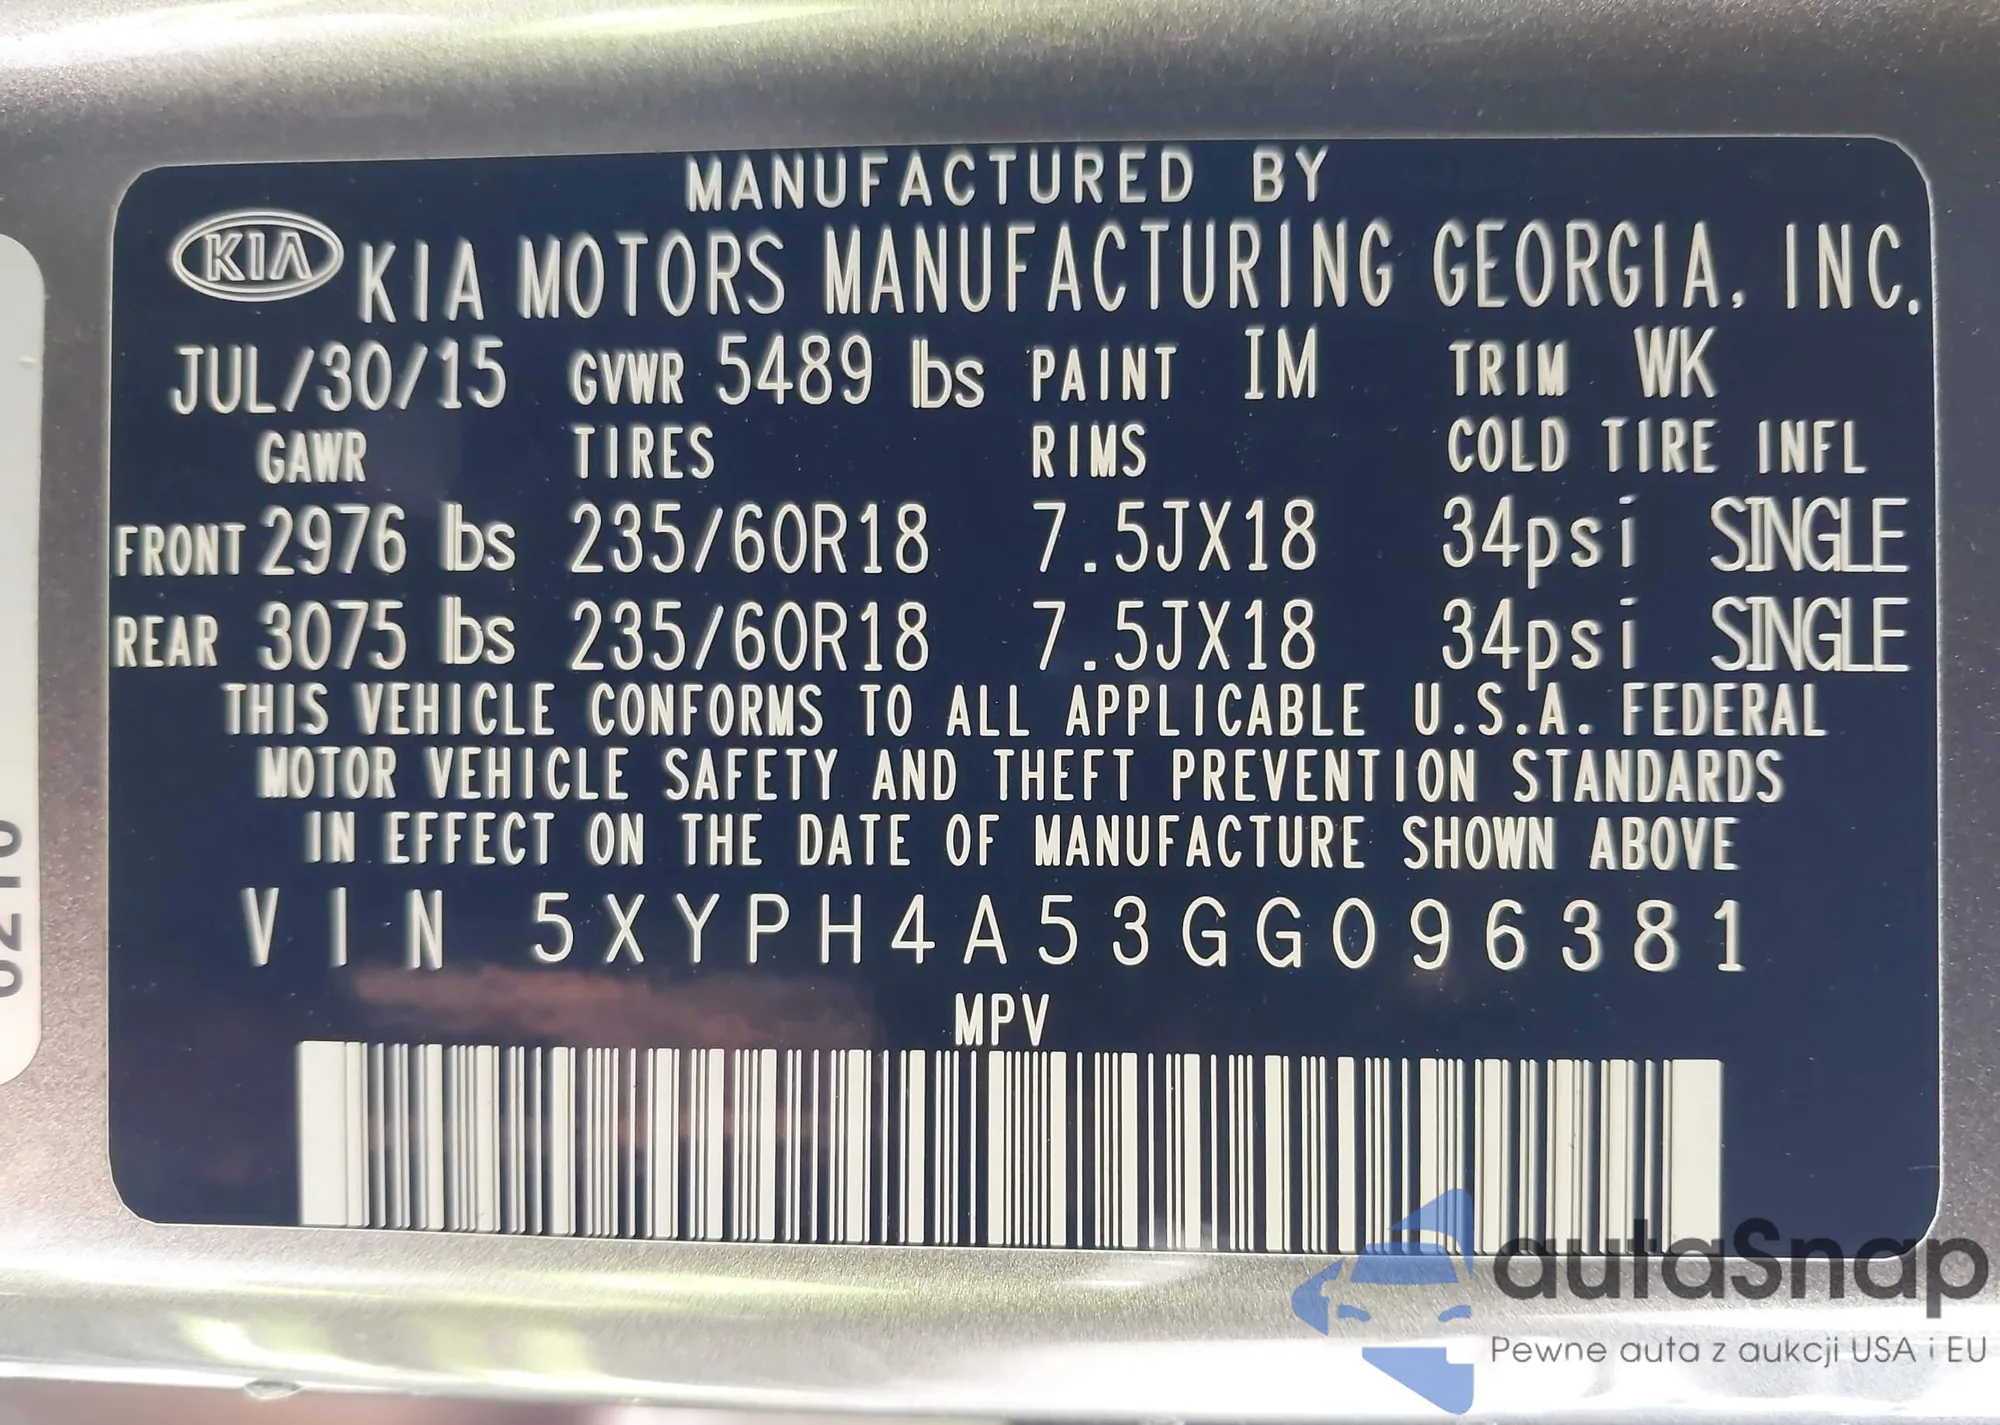 MANUFACTURED BY
KIA KIA MOTORS MANUFACTURING GEORGIA, INC.
JUL/30/15 GVWR 5489 lbs PAINT IM TRIM WK
GAWR TIRES RIMS COLD TIRE INFL
FRONT 2976 lbs 235/60R18 7.5JX18 34psi SINGLE
REAR 3075 lbs 235/60R18 7.5JX18 34psi SINGLE
THIS VEHICLE CONFORMS TO ALL APPLICABLE U.S.A. FEDERAL
MOTOR VEHICLE SAFETY AND THEFT PREVENTION STANDARDS
IN EFFECT ON THE DATE OF MANUFACTURE SHOWN ABOVE
VIN 5XYPH4A53GG096381
MPV
autaSnap
Pewne auta z aukcji USA i EU